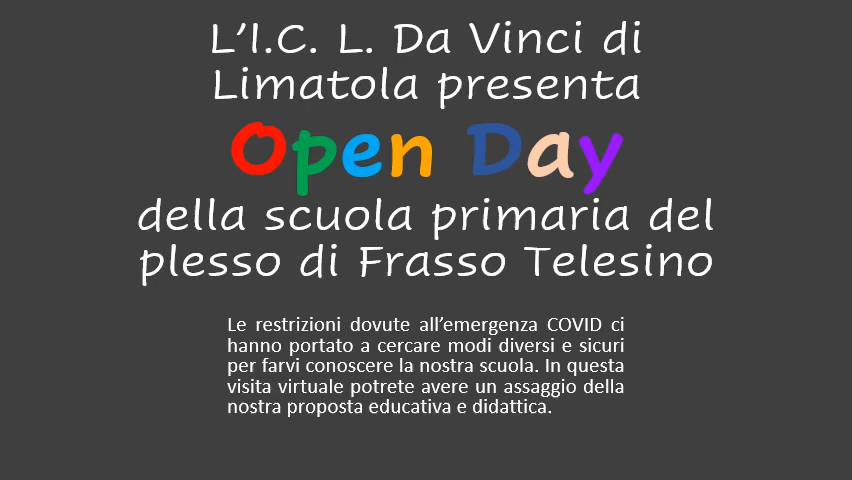 L’I.C. L. Da Vinci di
Limatola presenta
Open Day
della scuola primaria del
plesso di Frasso Telesino
Le restrizioni dovute all’emergenza COVID ci
hanno portato a cercare modi diversi e sicuri
per farvi conoscere la nostra scuola. In questa
visita virtuale potrete avere un assaggio della
nostra proposta educativa e didattica.